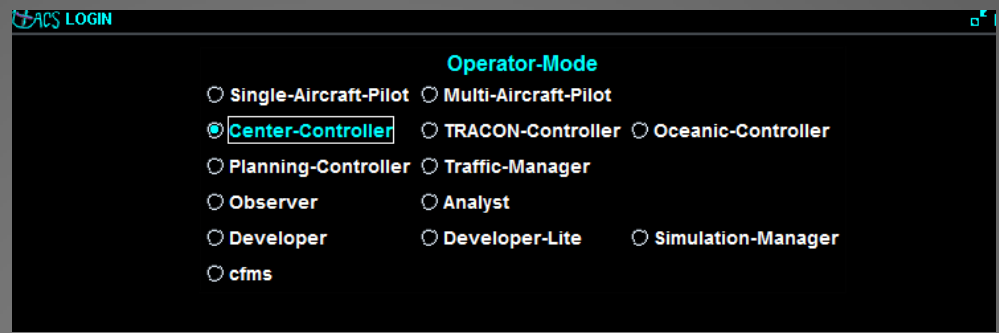 ACS LOGIN
Operator-Mode
Single-Aircraft-Pilot Multi-Aircraft-Pilot
Center-Controller TRACON-Controller Oceanic-Controller
Planning-Controller Traffic-Manager
Observer Analyst
Developer Developer-Lite Simulation-Manager
cfms